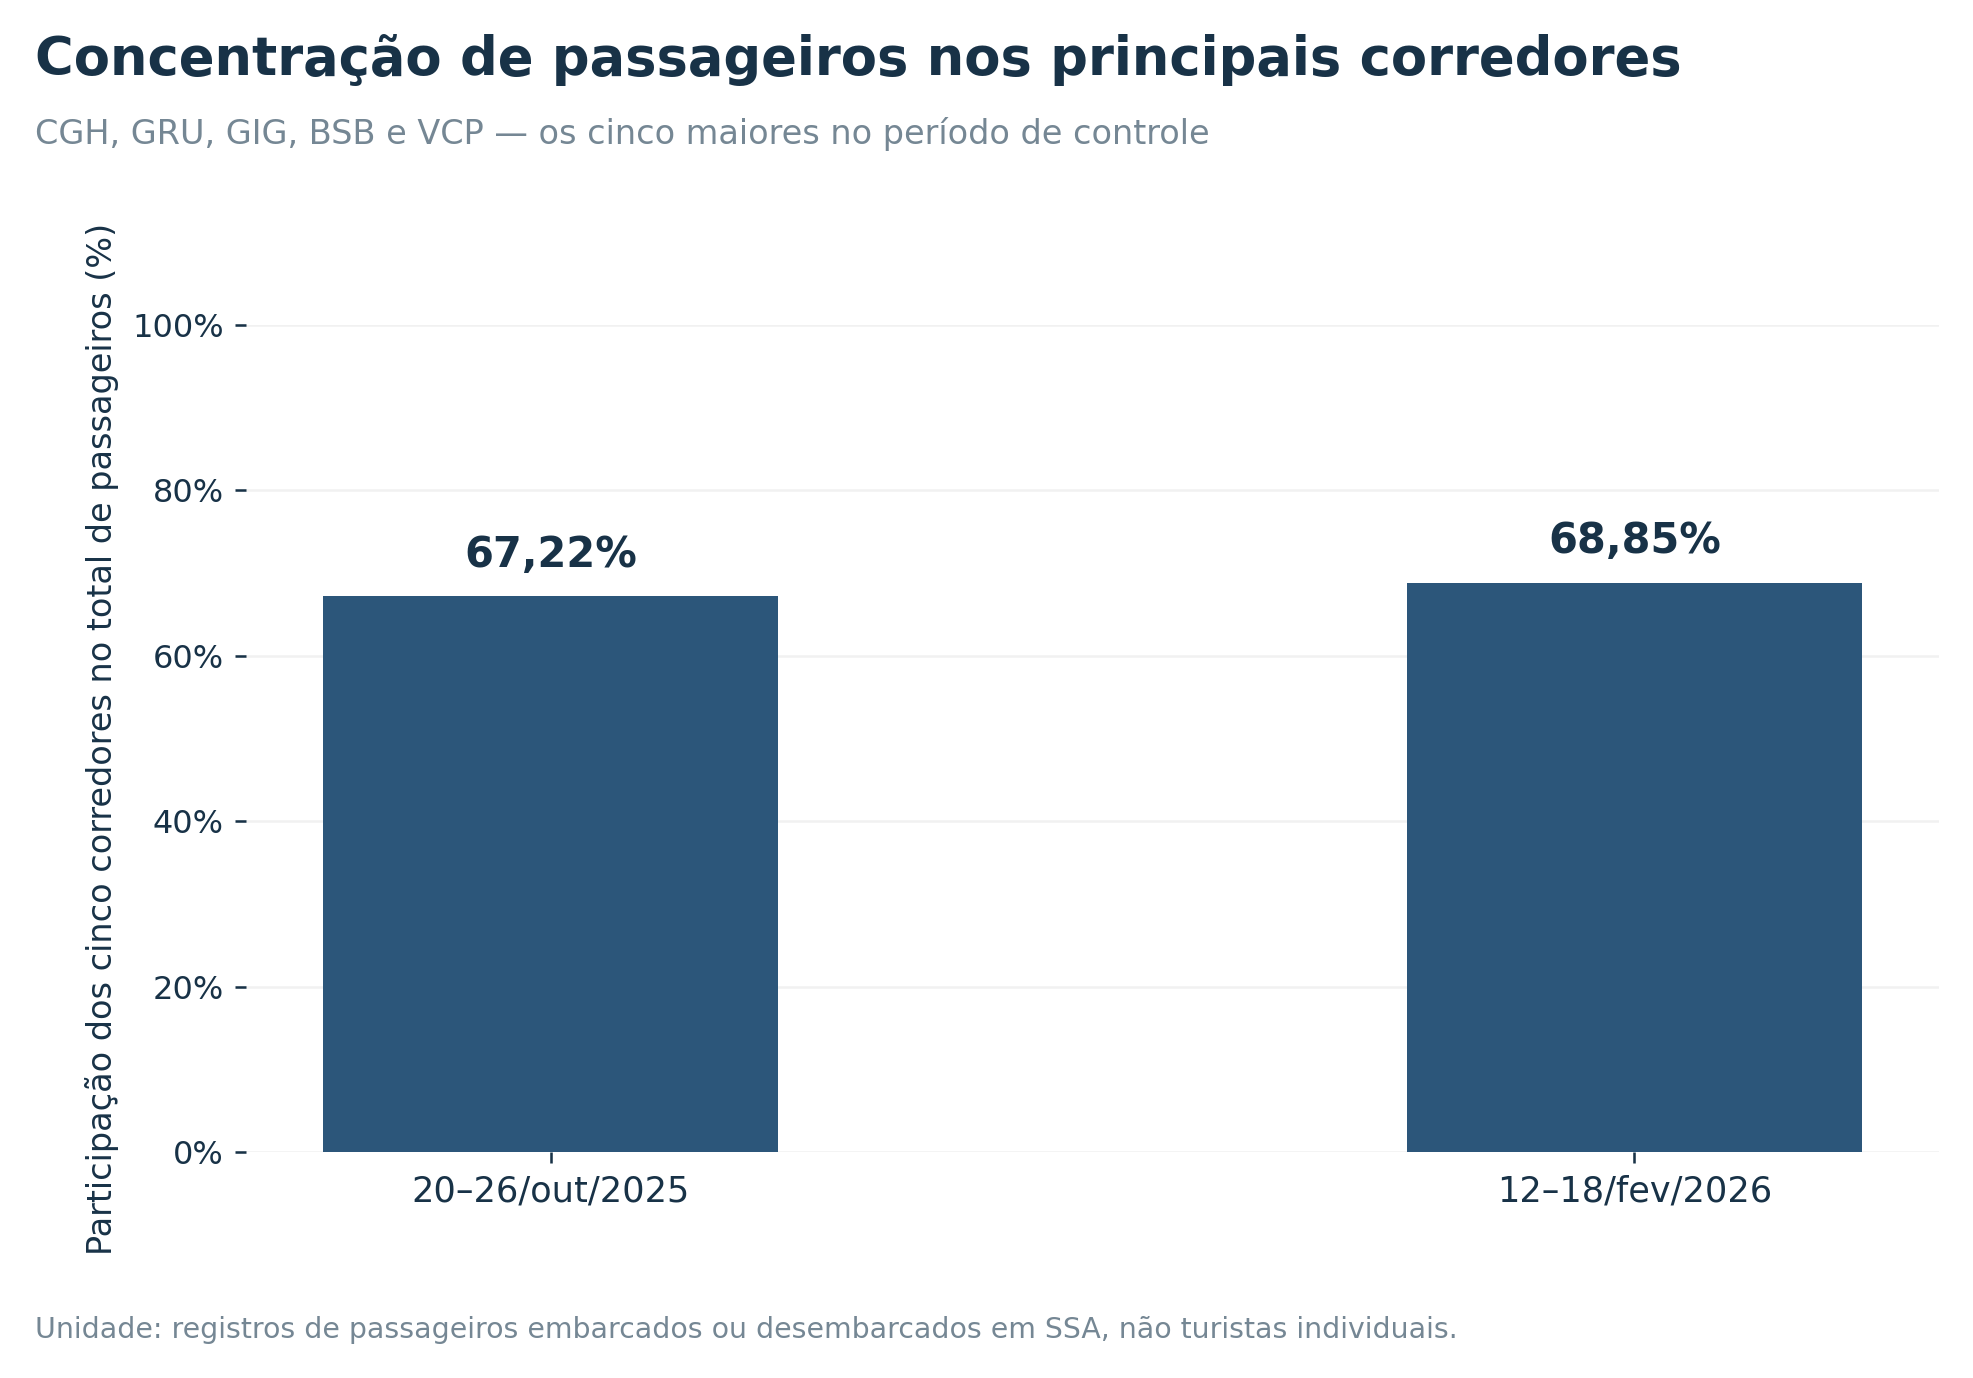 Concentração de passageiros nos principais corredores
CGH, GRU, GIG, BSB e VCP — os cinco maiores no período de controle
Participação dos cinco corredores no total de passageiros (%)
100%
80%
60%
40%
20%
0%
67,22%
68,85%
20–26/out/2025
12–18/fev/2026
Unidade: registros de passageiros embarcados ou desembarcados em SSA, não turistas individuais.